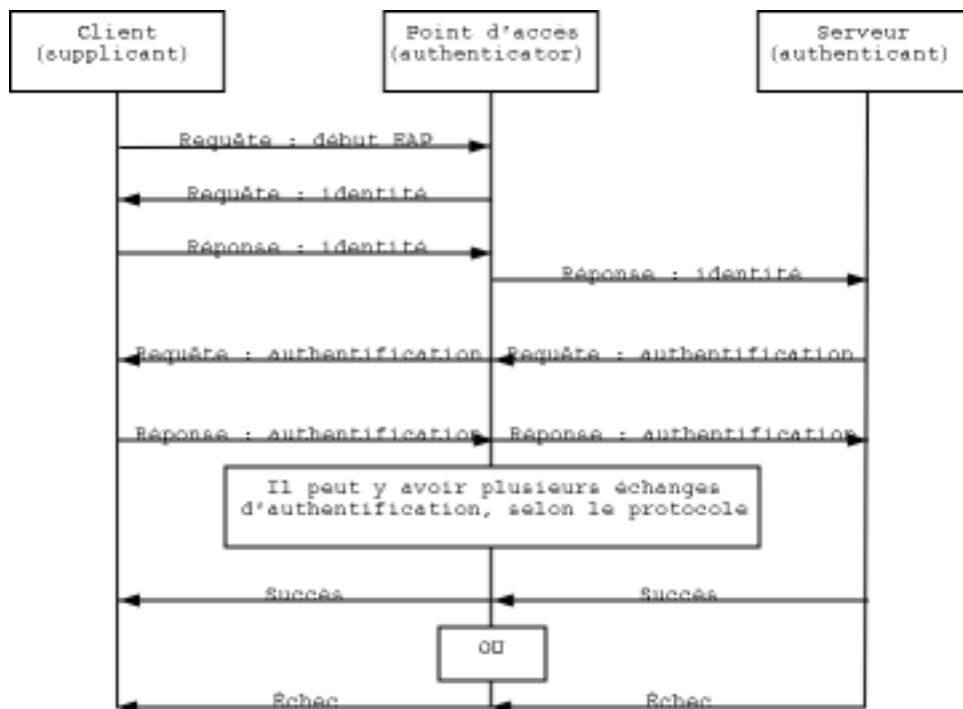 Client
(supplicant)
Point d'accès
(authenticator)
Serveur
(authenticant)
Requête : début EAP
Requête : identité
Réponse : identité
Réponse : identité
Requête : authentification
Requête : authentification
Réponse : authentification
Réponse : authentification
Il peut y avoir plusieurs échanges
d'authentification, selon le protocole
Succès
Succès
OU
Échec
Échec